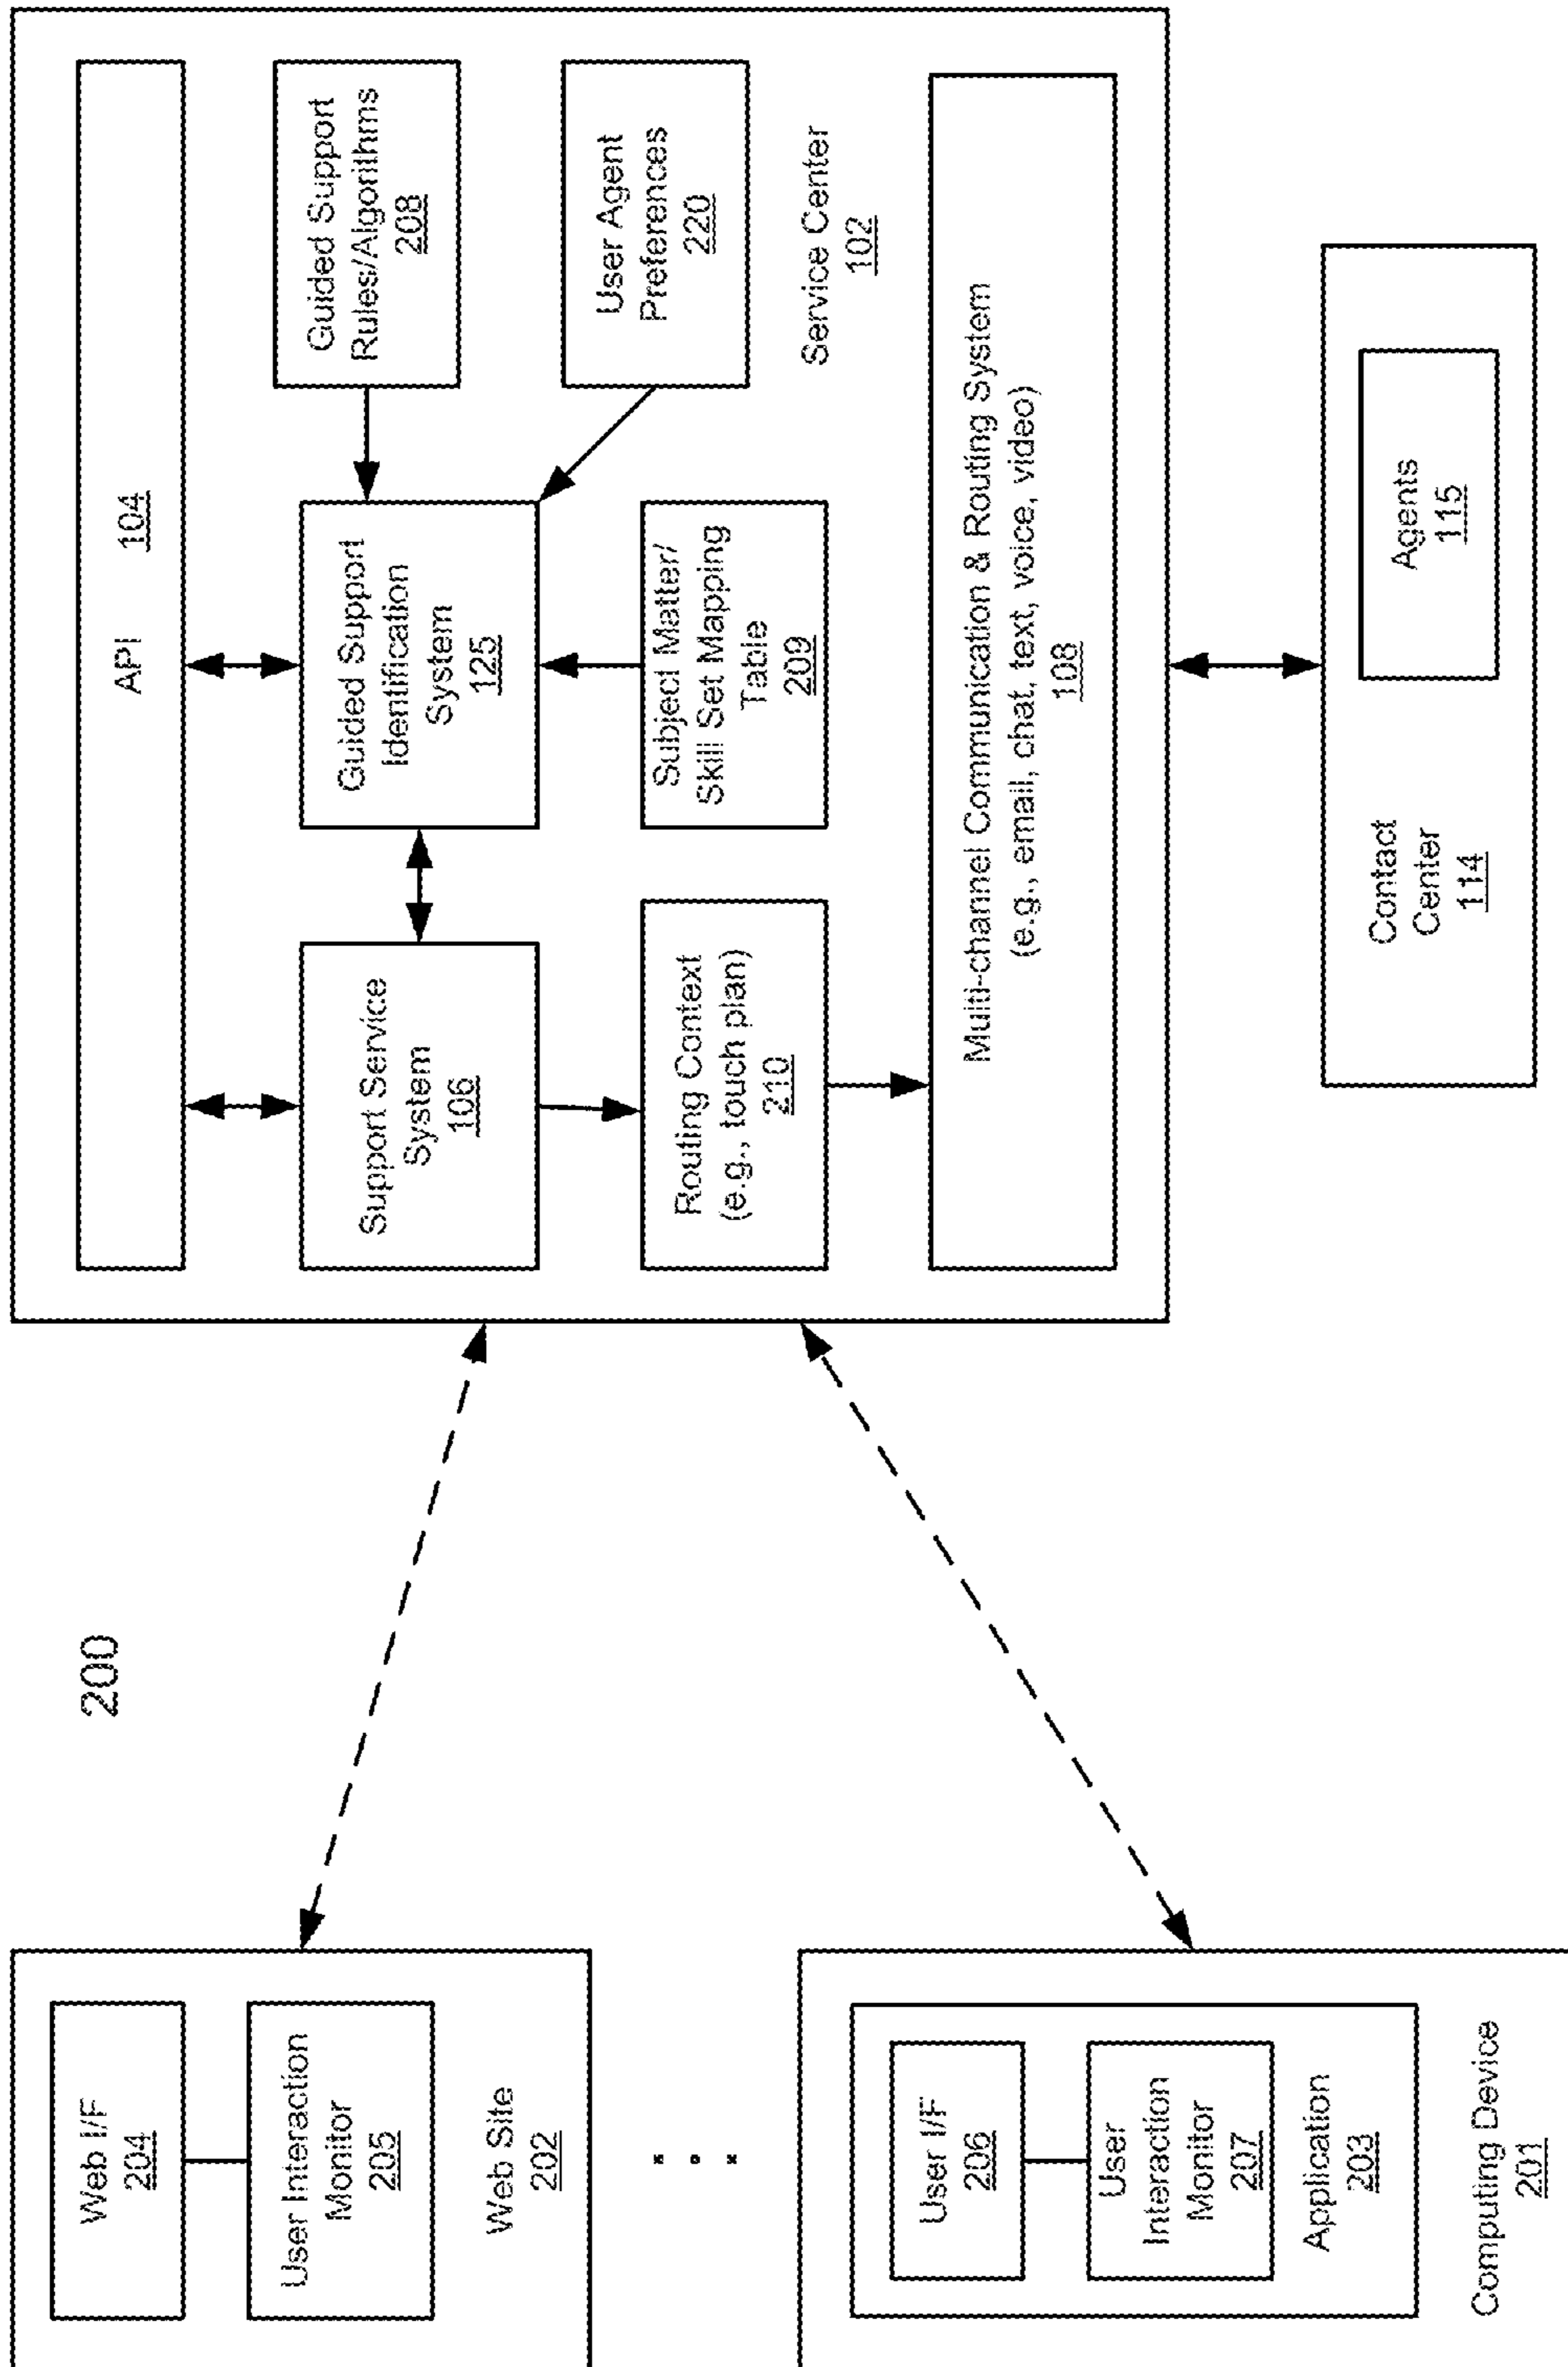 200
Web I/F
204
User Interaction
Monitor
205
Web Site
202
User I/F
206
User
Interaction
Monitor
207
Application
203
Computing Device
201
API 104
Support Service
System
106
Guided Support
Identification
System
125
Guided Support
Rules/Algorithms
208
Routing Context
(e.g., touch plan)
210
Subject Matter/
Skill Set Mapping
Table
209
User Agent
Preferences
220
Service Center
102
Multi-channel Communication & Routing System
(e.g., email, chat, text, voice, video)
108
Contact
Center
114
Agents
115